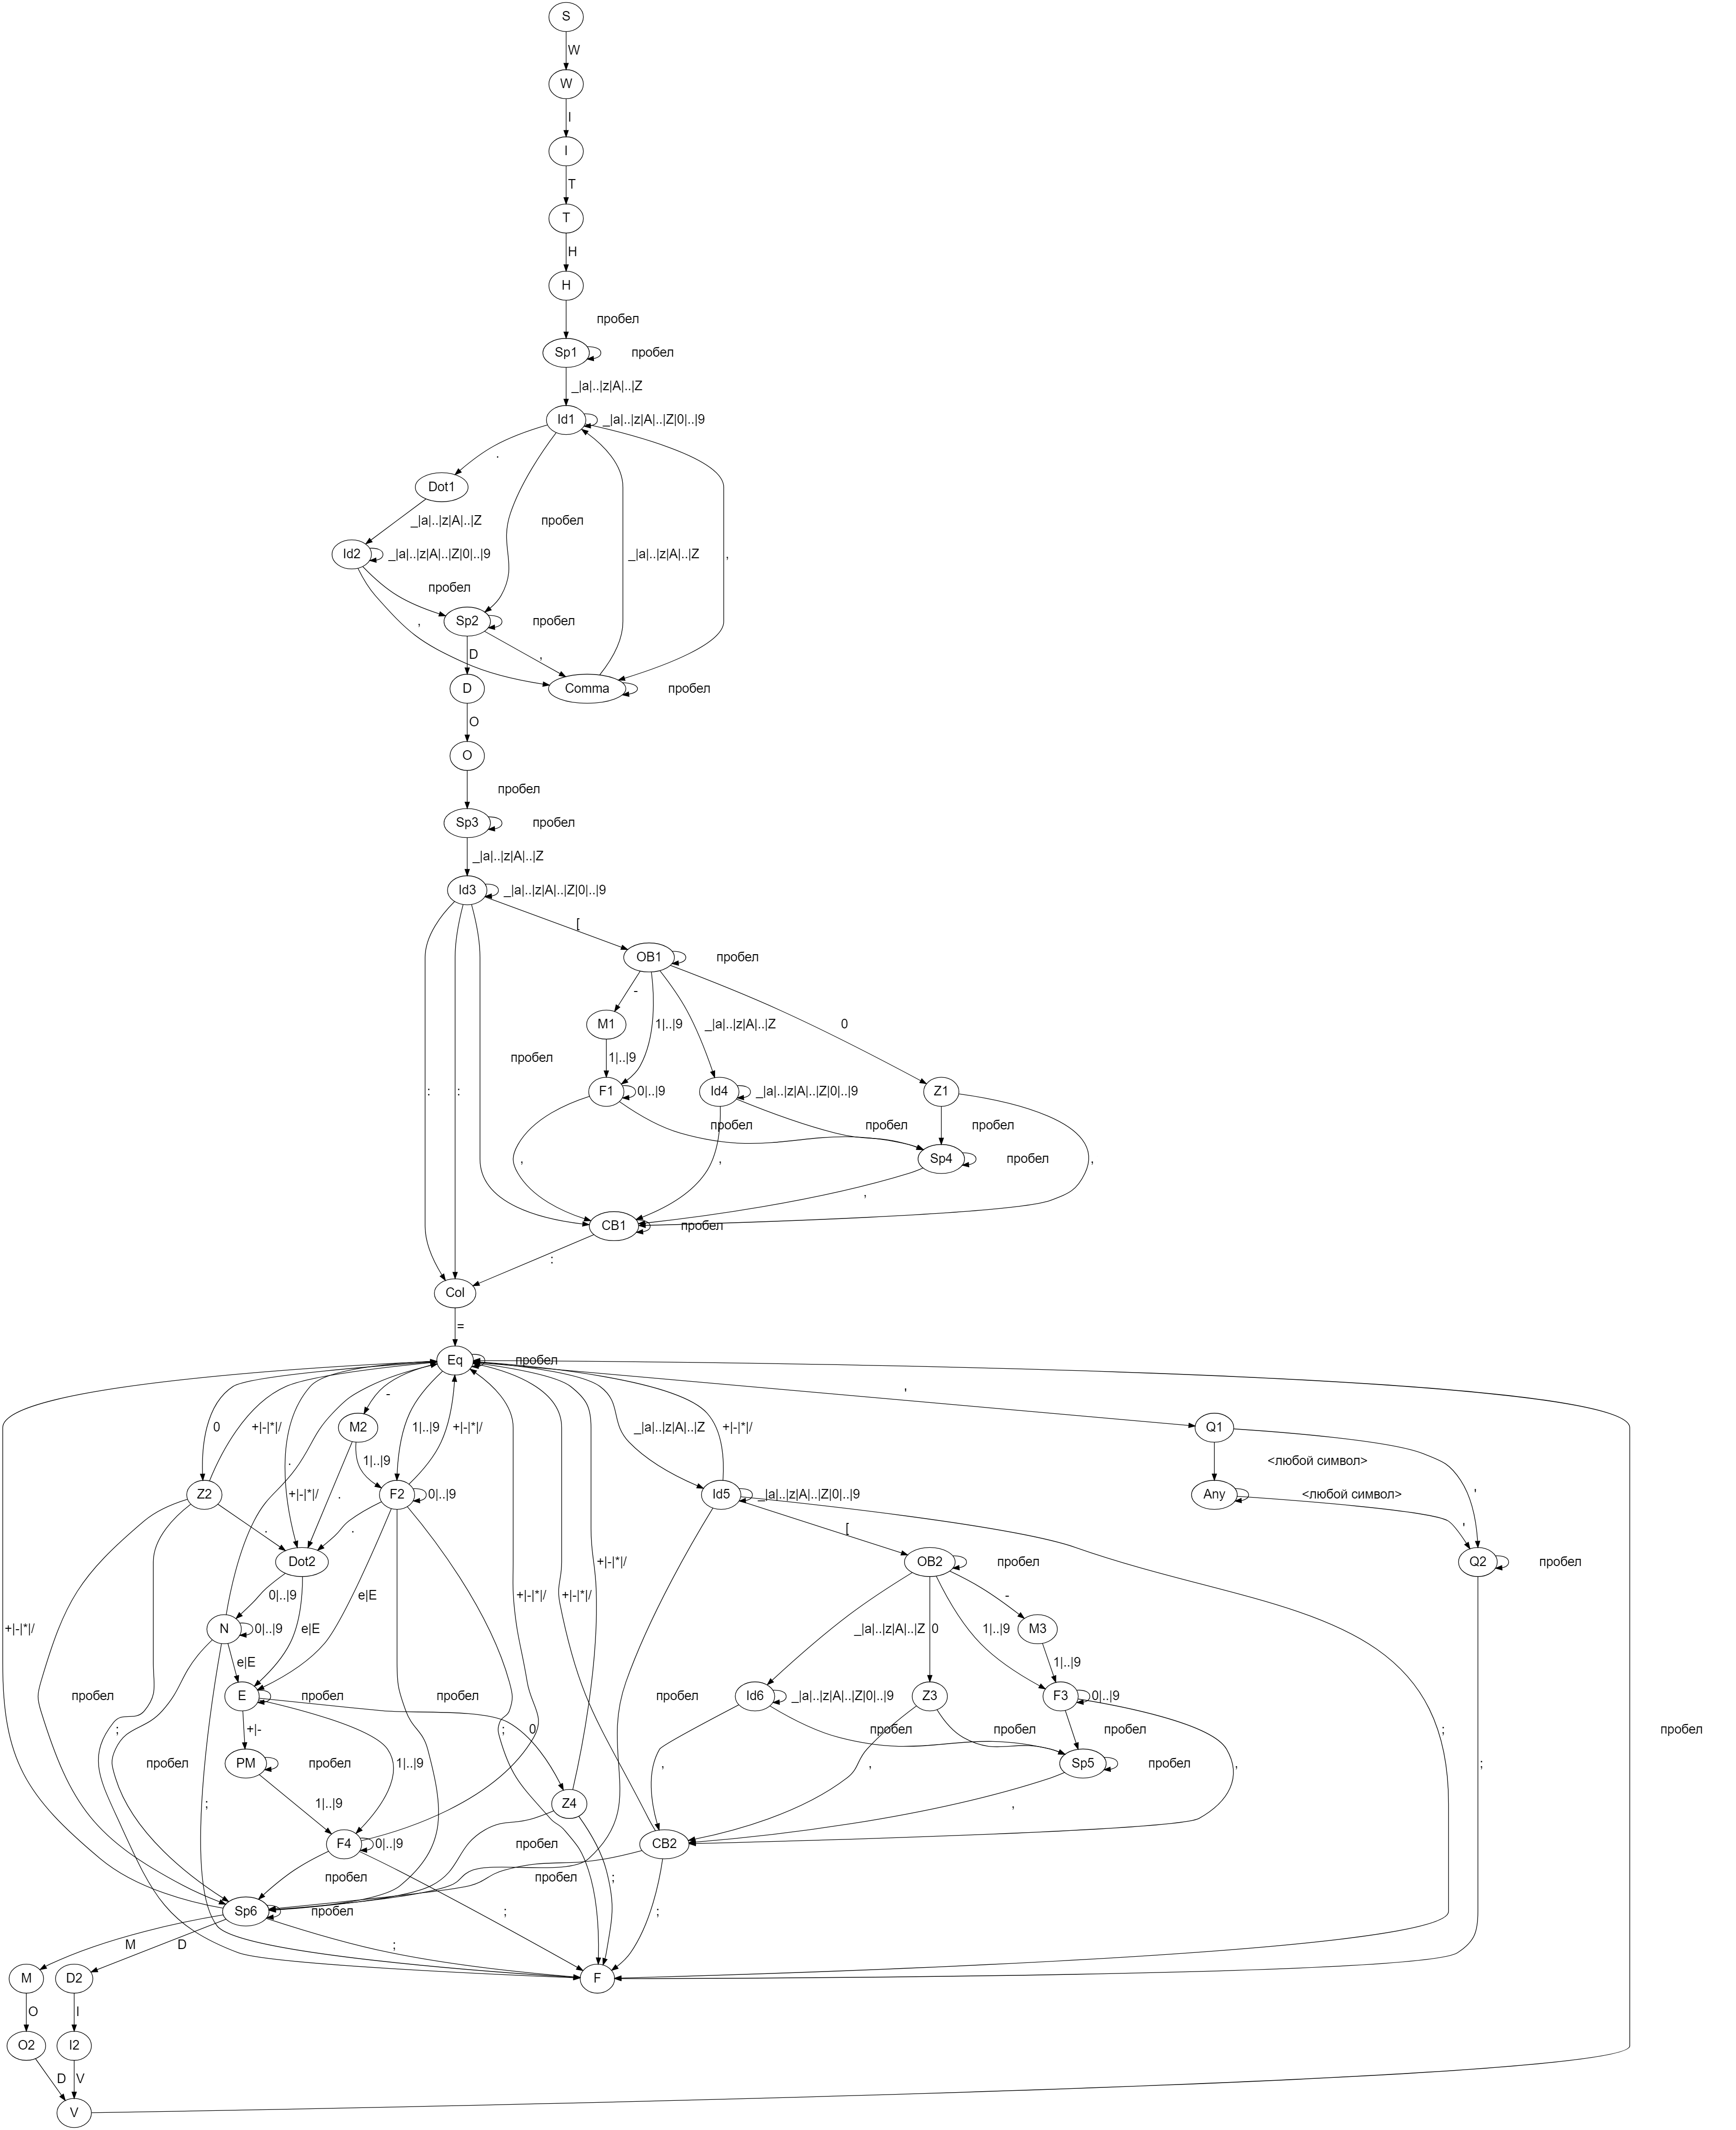 S
W
W
I
I
T
T
H
H
пробел
Sp1
пробел
_|a|..|z|A|..|Z
Id1
_|a|..|z|A|..|Z|0|..|9
.
Dot1
_|a|..|z|A|..|Z
пробел
Id2
_|a|..|z|A|..|Z|0|..|9
_|a|..|z|A|..|Z
,
пробел
Sp2
пробел
,
D
,
D
Comma
пробел
O
O
пробел
Sp3
пробел
_|a|..|z|A|..|Z
Id3
_|a|..|z|A|..|Z|0|..|9
[
OB1
пробел
-
M1
1|..|9
_|a|..|z|A|..|Z
0
:
:
пробел
1|..|9
F1
0|..|9
Id4
_|a|..|z|A|..|Z|0|..|9
Z1
пробел
пробел
пробел
,
,
Sp4
пробел
,
,
CB1
пробел
:
Col
=
Eq
пробел
-
'
0
+|-|*|/
M2
1|..|9
+|-|*|/
_|a|..|z|A|..|Z
+|-|*|/
Q1
.
1|..|9
<любой символ>
Z2
+|-|*|/
.
F2
0|..|9
Id5
_|a|..|z|A|..|Z|0|..|9
Any
<любой символ>
'
.
.
[
'
Dot2
+|-|*|/
OB2
пробел
Q2
пробел
0|..|9
e|E
+|-|*|/
+|-|*|/
-
+|-|*|/
N
0|..|9
e|E
_|a|..|z|A|..|Z
0
1|..|9
M3
e|E
1|..|9
пробел
E
пробел
пробел
пробел
Id6
_|a|..|z|A|..|Z|0|..|9
Z3
F3
0|..|9
;
+|-
;
0
пробел
пробел
пробел
;
пробел
пробел
PM
пробел
1|..|9
,
,
Sp5
пробел
,
;
;
1|..|9
Z4
,
F4
0|..|9
пробел
CB2
пробел
пробел
;
Sp6
пробел
;
;
M
D
;
M
D2
F
O
I
O2
I2
D
V
V